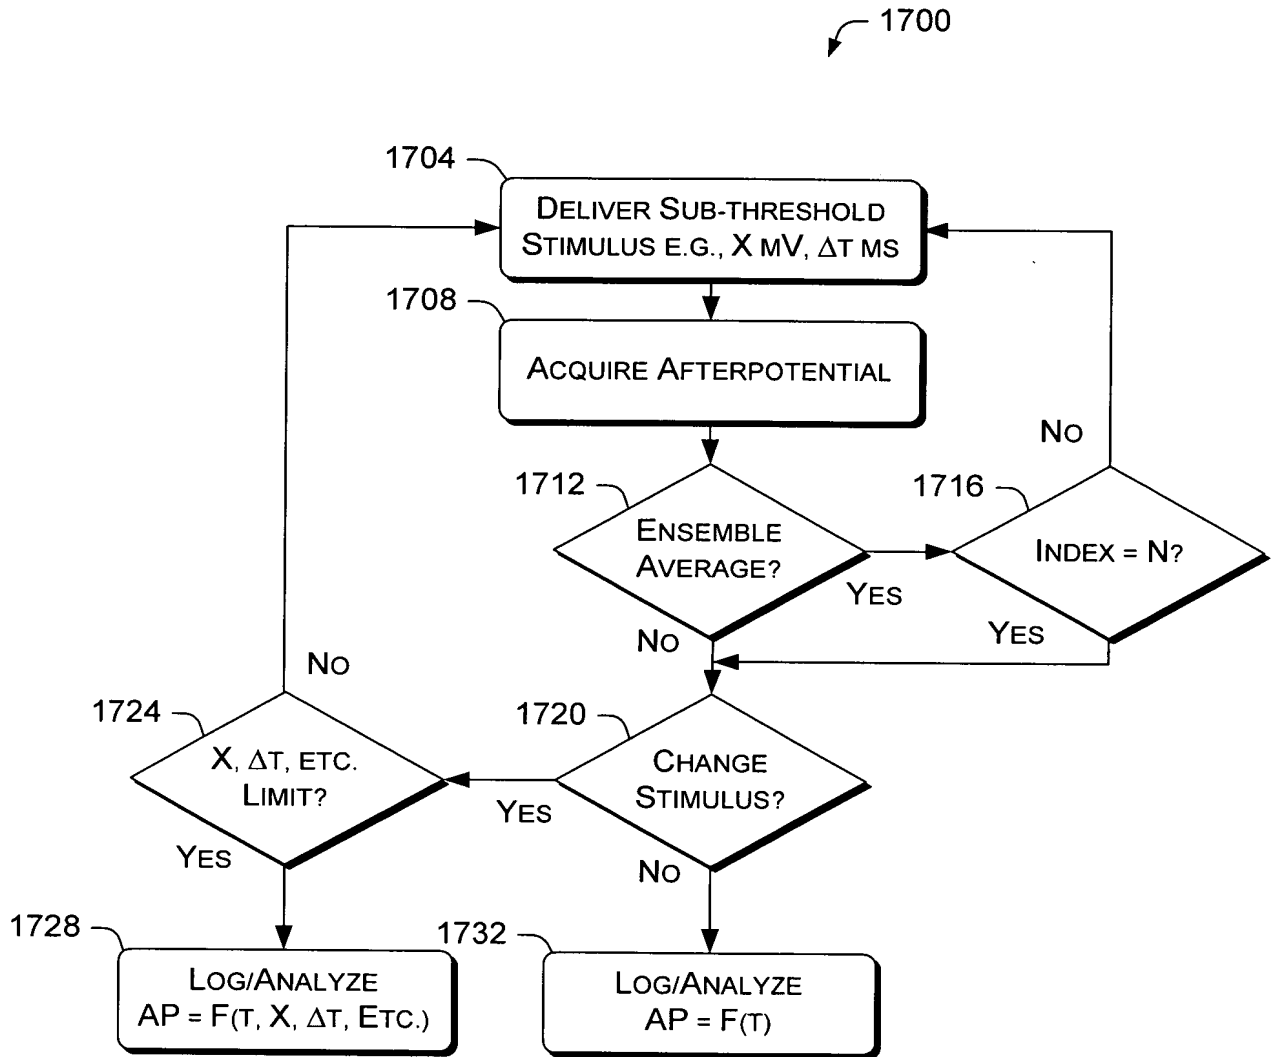 1700
1704
DELIVER SUB-THRESHOLD
STIMULUS E.G., X MV, ΔT MS
1708
ACQUIRE AFTERPOTENTIAL
1712
ENSEMBLE
AVERAGE?
YES
NO
1716
INDEX = N?
NO
YES
1720
CHANGE
STIMULUS?
YES
NO
1724
X, ΔT, ETC.
LIMIT?
NO
YES
1728
LOG/ANALYZE
AP = F(T, X, ΔT, ETC.)
1732
LOG/ANALYZE
AP = F(T)